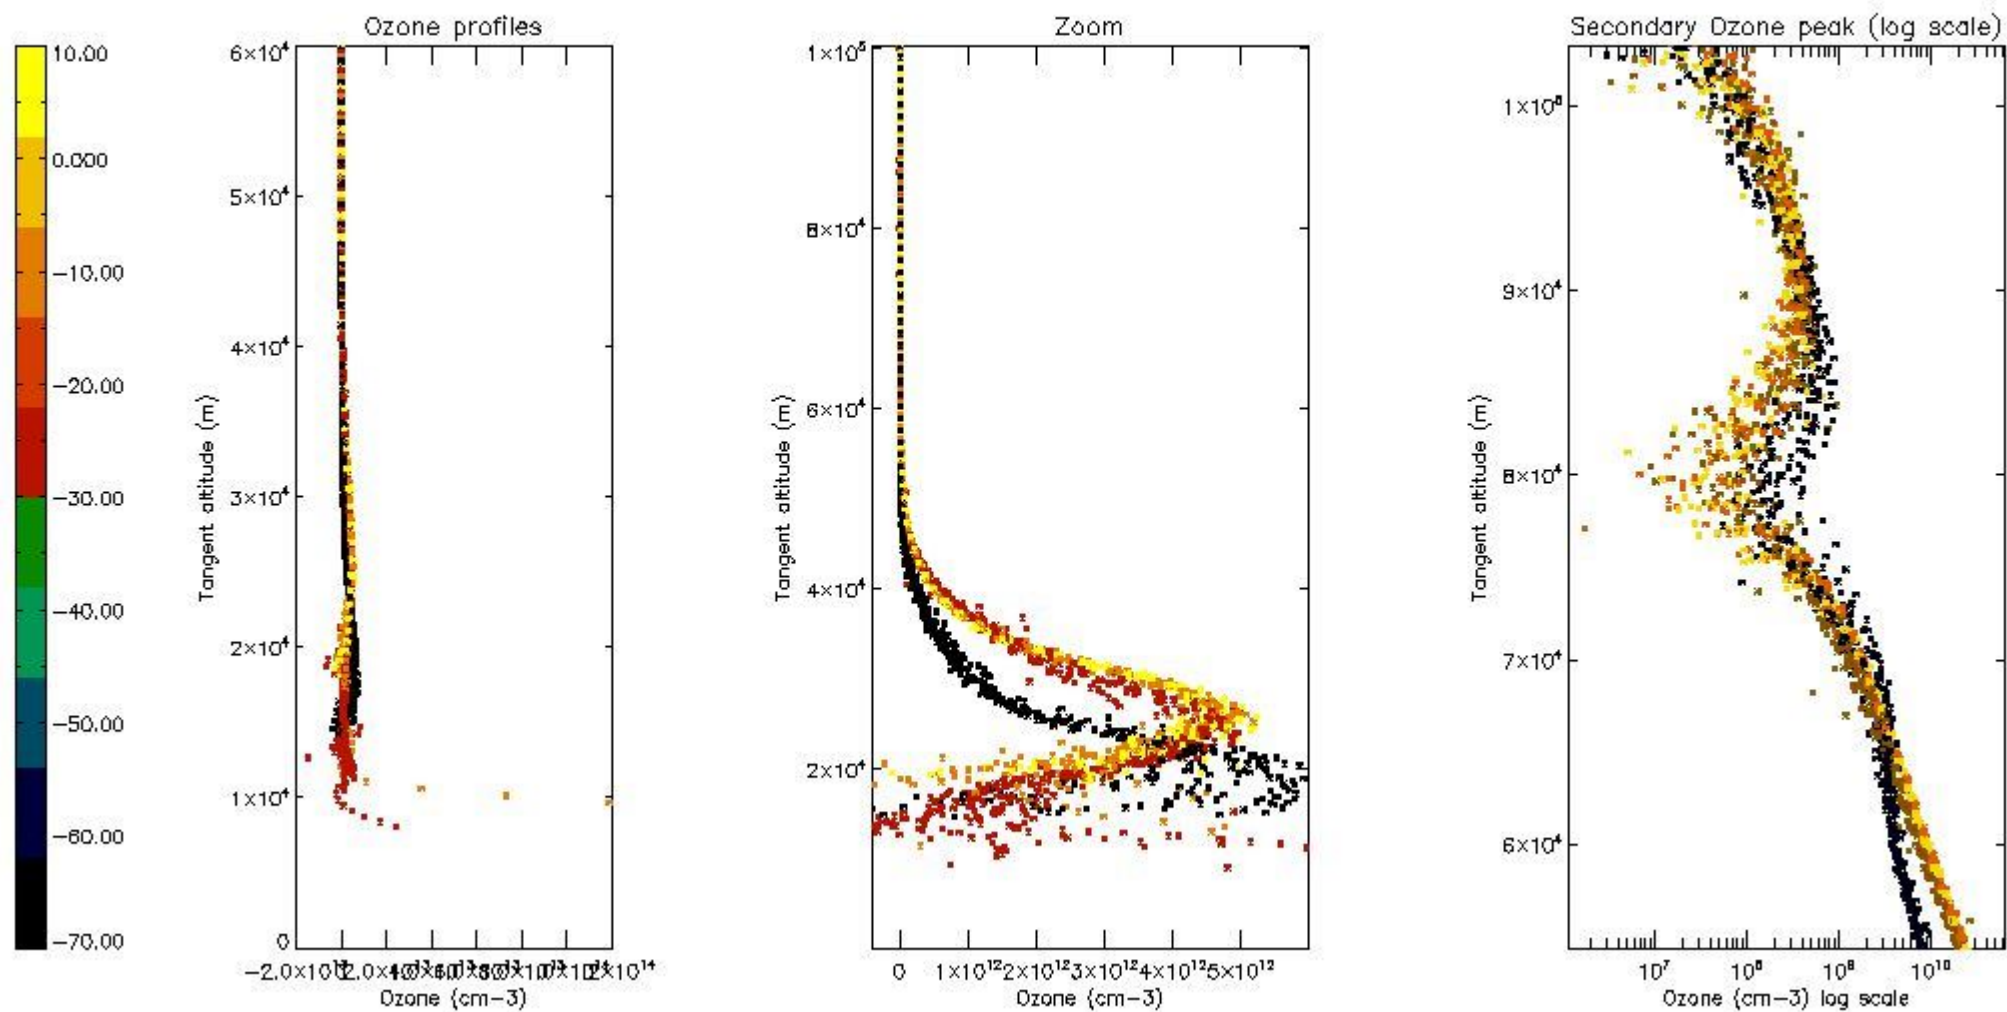 Ozone profiles
Zoom
Secondary Ozone peak (log scale)
10.00
0.000
−10.00
−20.00
−30.00
−40.00
−50.00
−60.00
−70.00
6×10⁴
5×10⁴
4×10⁴
3×10⁴
2×10⁴
1×10⁴
0
Tangent altitude (m)
Ozone (cm−3)
1×10⁵
8×10⁴
6×10⁴
4×10⁴
2×10⁴
Tangent altitude (m)
0 1×10¹² 2×10¹² 3×10¹² 4×10¹² 5×10¹²
Ozone (cm−3)
9×10⁴
8×10⁴
7×10⁴
6×10⁴
Tangent altitude (m)
10⁷ 10⁸ 10⁹ 10¹⁰
Ozone (cm−3) log scale